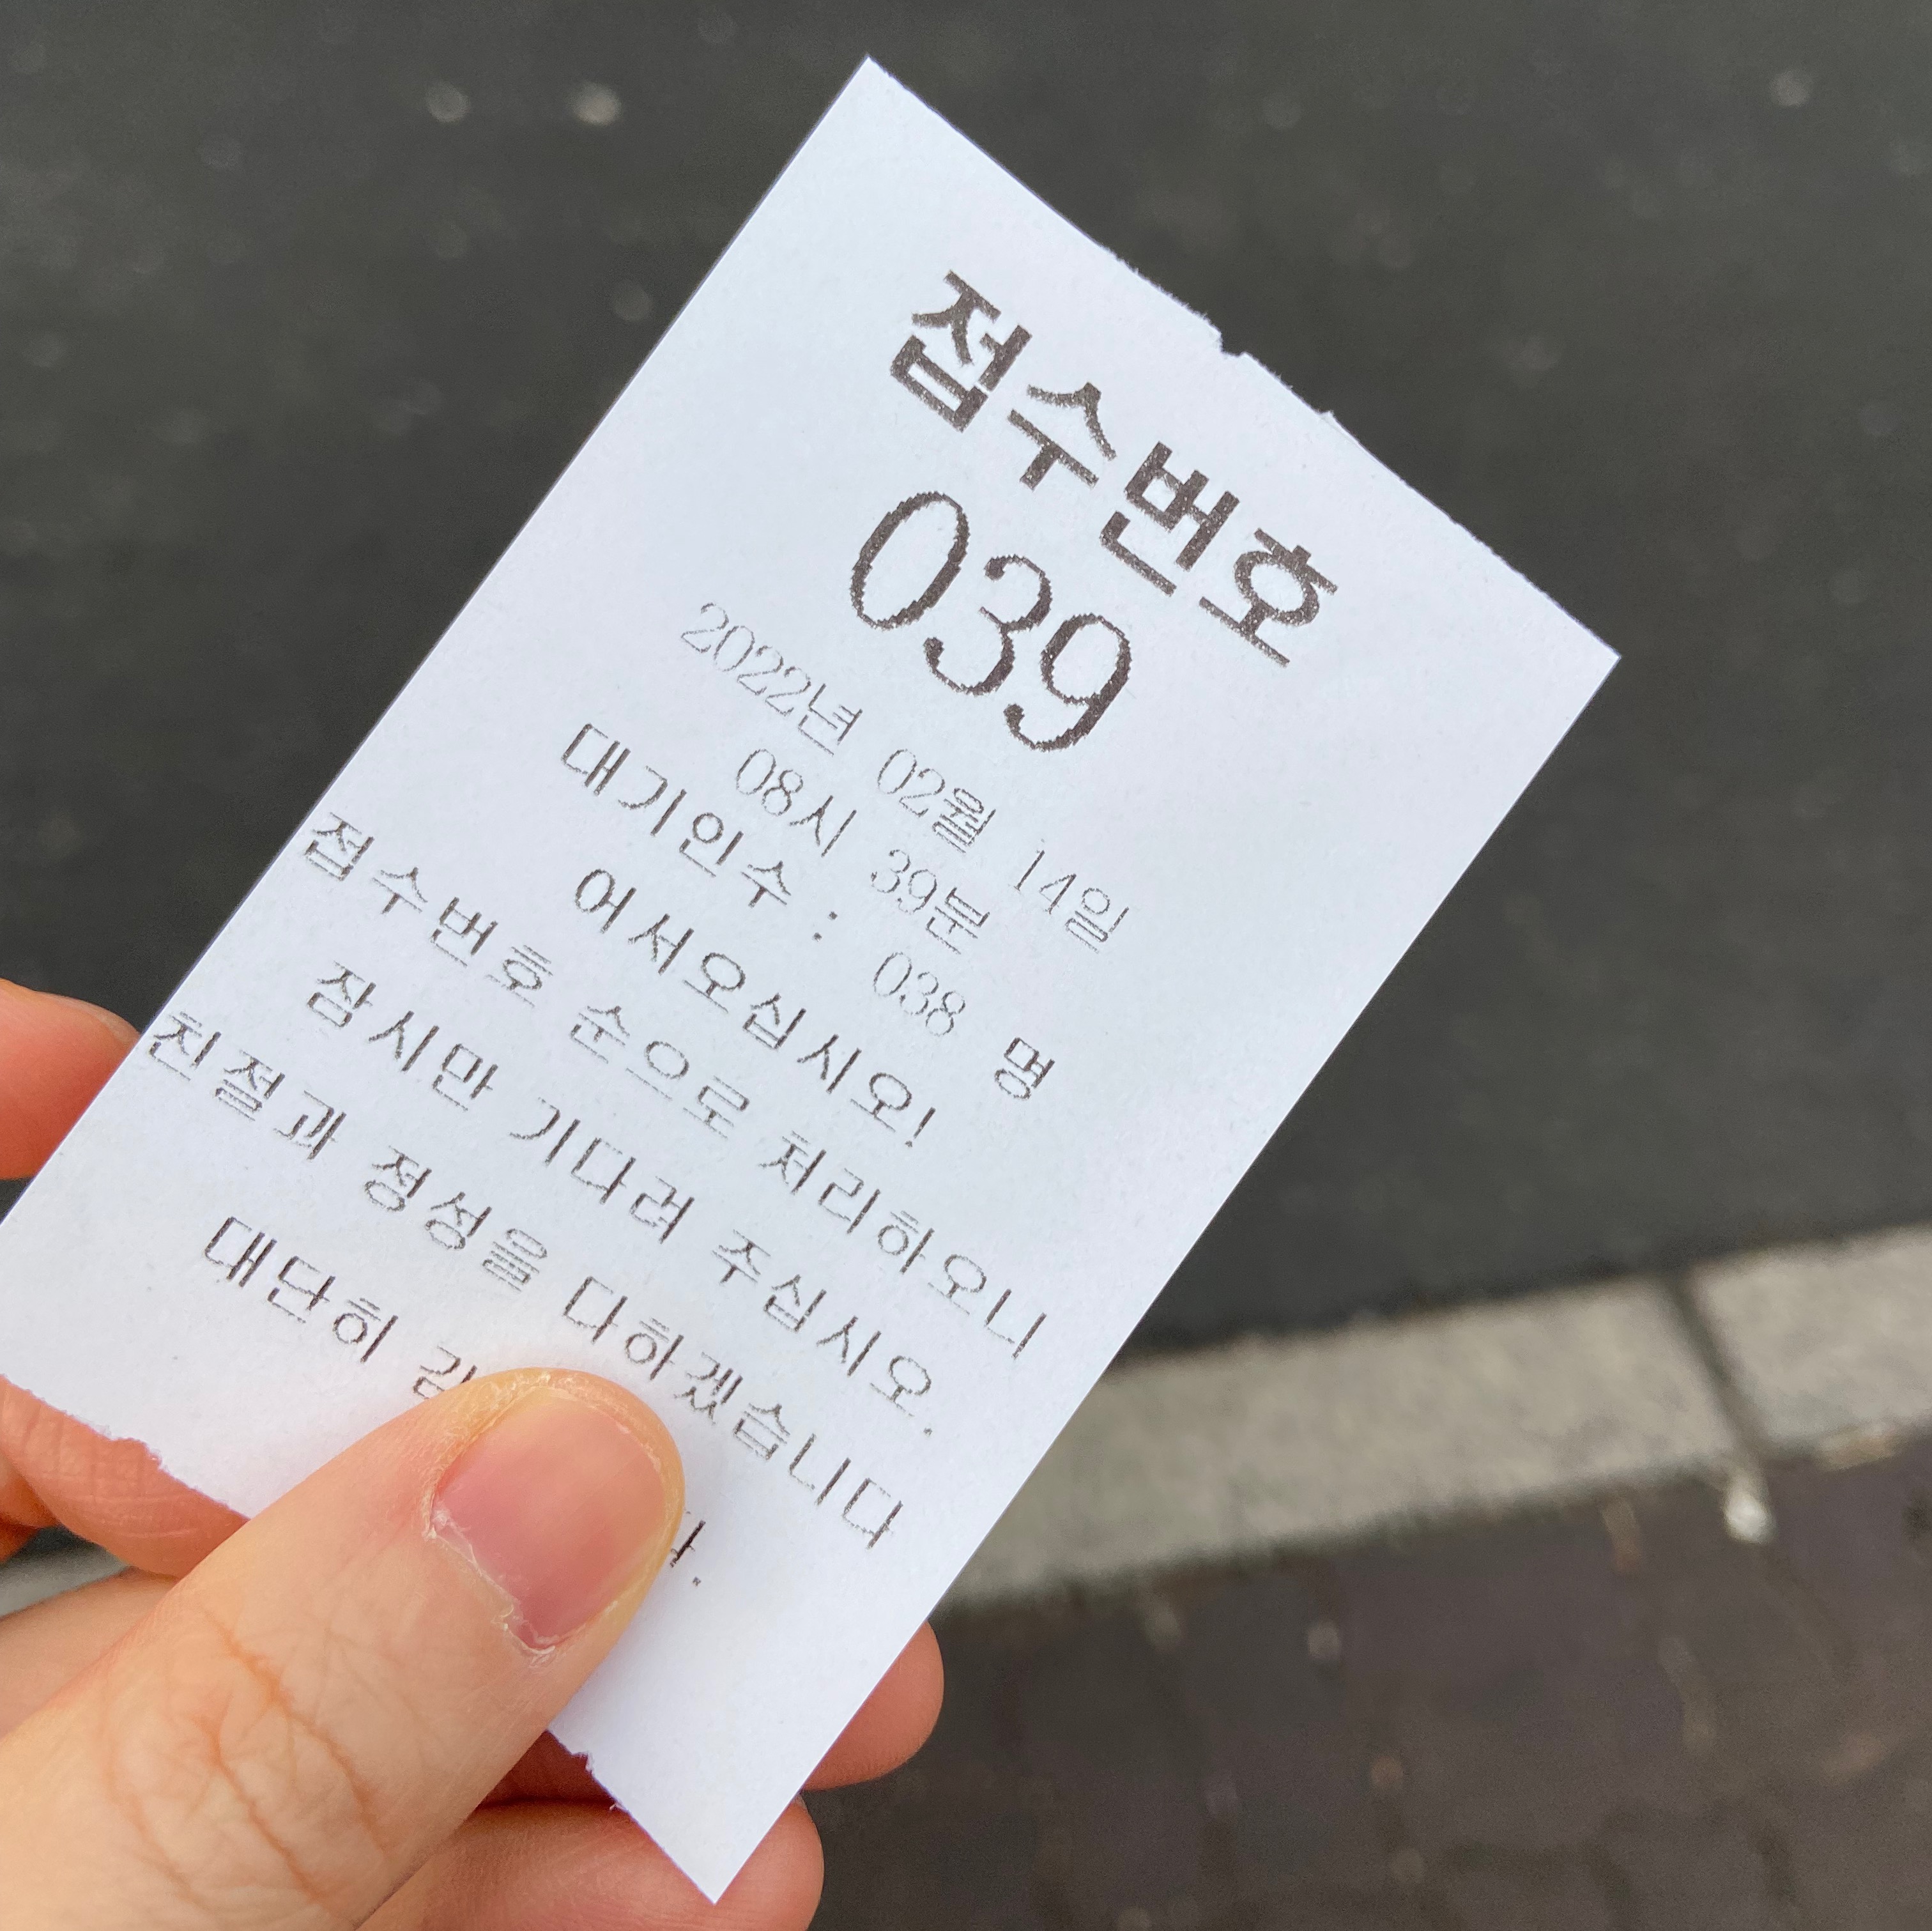 접수번호
039
2022년 02월 14일
08시 39분
대기인수 : 038 명
어서오십시오!
접수번호 순으로 처리하오니
잠시만 기다려 주십시오.
친절과 정성을 다하겠습니다
대단히